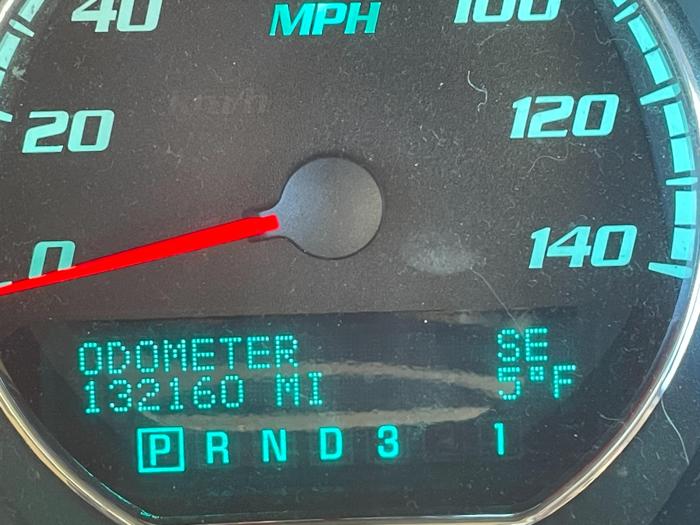 40 MPH 100
20 120
0 140
ODOMETER SE
132160 MI 5°F
P R N D 3 1